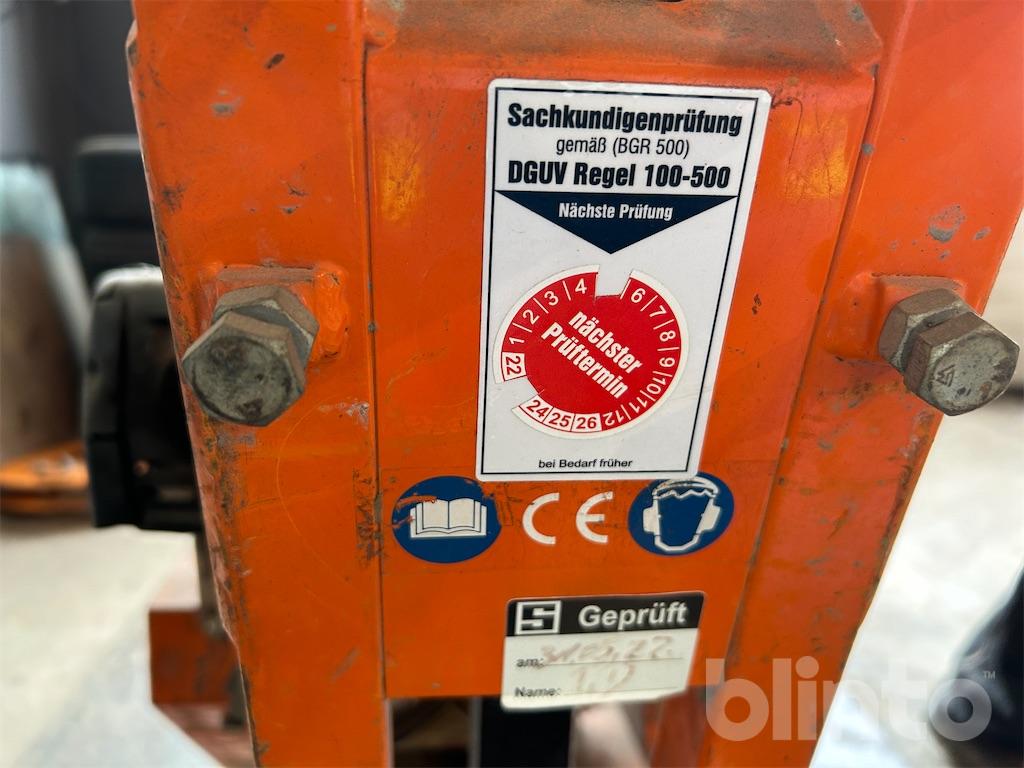 Sachkundigenprüfung
gemäß (BGR 500)
DGUV Regel 100-500
Nächste Prüfung
1 2 3 4 6 7 8 9 10 11 12
nächster
Prüftermin
22 24 25 26
bei Bedarf früher
CE
S Geprüft
am:
Name:
blinto™